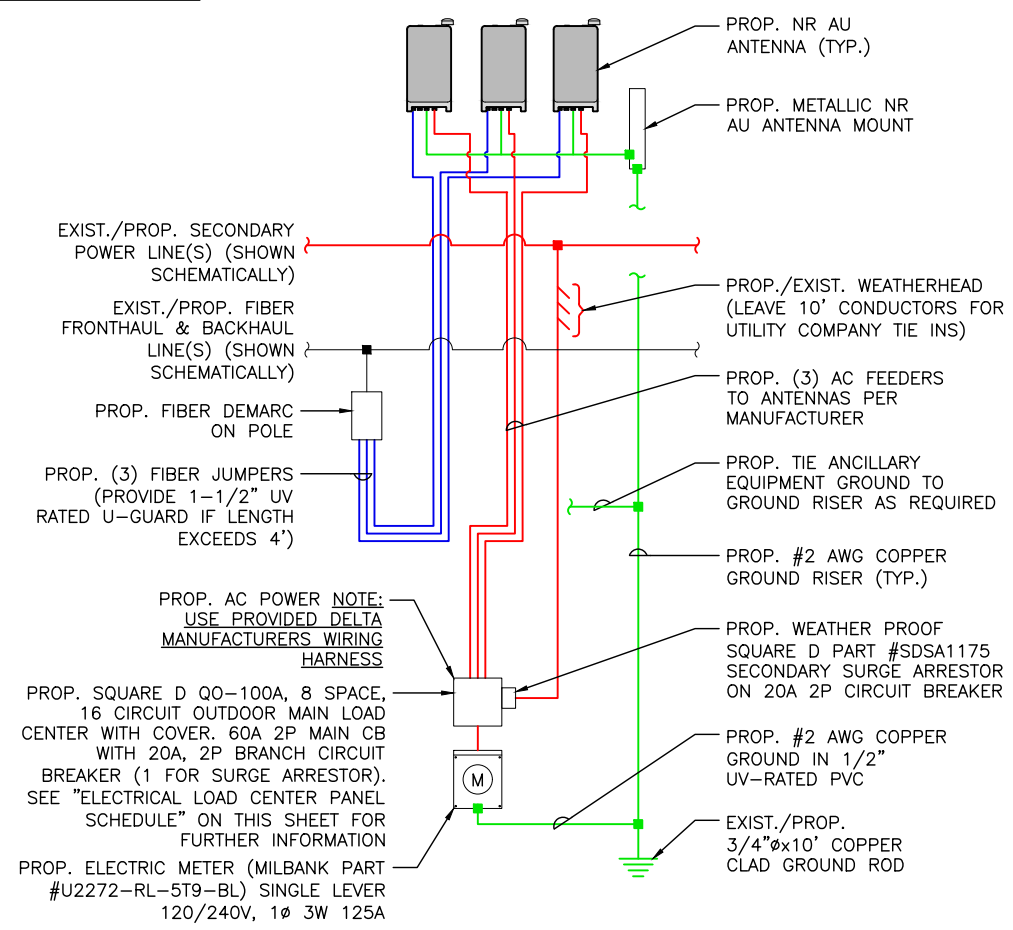 PROP. NR AU
ANTENNA (TYP.)
PROP. METALLIC NR
AU ANTENNA MOUNT
EXIST./PROP. SECONDARY
POWER LINE(S) (SHOWN
SCHEMATICALLY)
PROP./EXIST. WEATHERHEAD
(LEAVE 10' CONDUCTORS FOR
UTILITY COMPANY TIE INS)
EXIST./PROP. FIBER
FRONTHAUL & BACKHAUL
LINE(S) (SHOWN
SCHEMATICALLY)
PROP. (3) AC FEEDERS
TO ANTENNAS PER
MANUFACTURER
PROP. FIBER DEMARC
ON POLE
PROP. (3) FIBER JUMPERS
(PROVIDE 1-1/2" UV
RATED U-GUARD IF LENGTH
EXCEEDS 4')
PROP. TIE ANCILLARY
EQUIPMENT GROUND TO
GROUND RISER AS REQUIRED
PROP. #2 AWG COPPER
GROUND RISER (TYP.)
PROP. AC POWER NOTE:
USE PROVIDED DELTA
MANUFACTURERS WIRING
HARNESS
PROP. WEATHER PROOF
SQUARE D PART #SDSA1175
SECONDARY SURGE ARRESTOR
ON 20A 2P CIRCUIT BREAKER
PROP. SQUARE D QO-100A, 8 SPACE,
16 CIRCUIT OUTDOOR MAIN LOAD
CENTER WITH COVER. 60A 2P MAIN CB
WITH 20A, 2P BRANCH CIRCUIT
BREAKER (1 FOR SURGE ARRESTOR).
SEE "ELECTRICAL LOAD CENTER PANEL
SCHEDULE" ON THIS SHEET FOR
FURTHER INFORMATION
M
PROP. #2 AWG COPPER
GROUND IN 1/2"
UV-RATED PVC
EXIST./PROP.
3/4"øx10' COPPER
CLAD GROUND ROD
PROP. ELECTRIC METER (MILBANK PART
#U2272-RL-5T9-BL) SINGLE LEVER
120/240V, 1ø 3W 125A